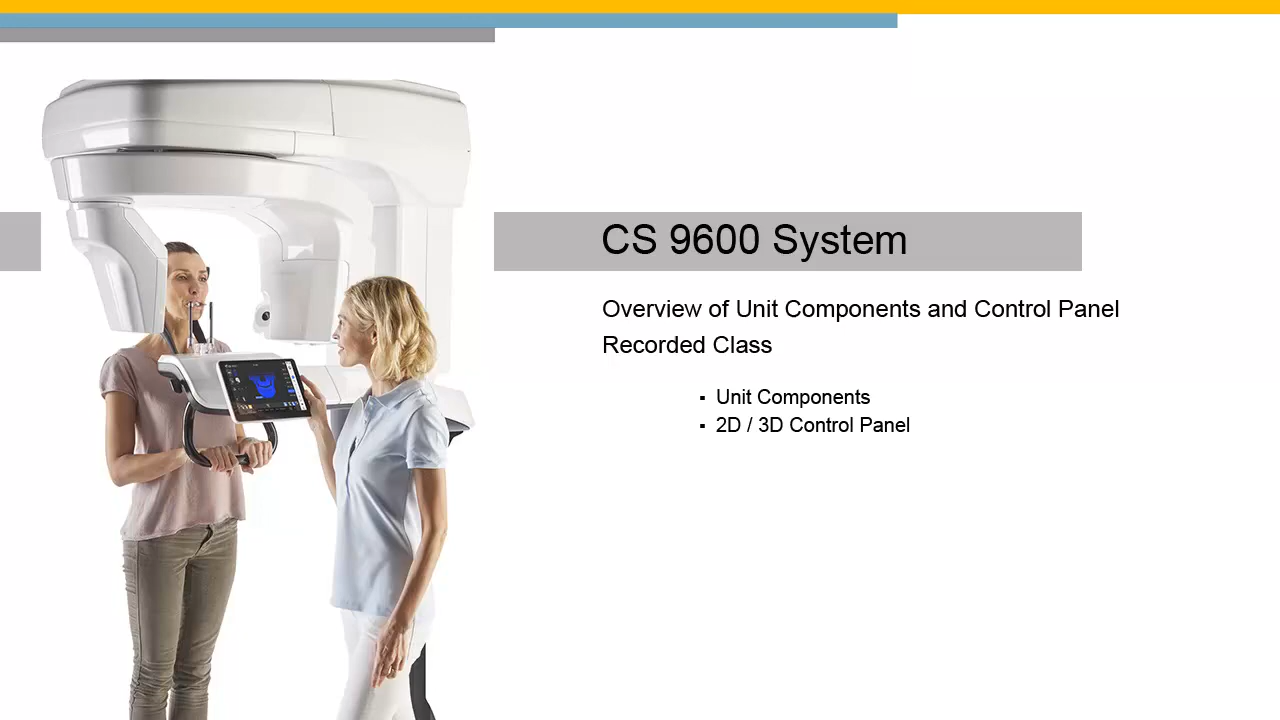 CS 9600 System
Overview of Unit Components and Control Panel
Recorded Class
▪ Unit Components
▪ 2D / 3D Control Panel